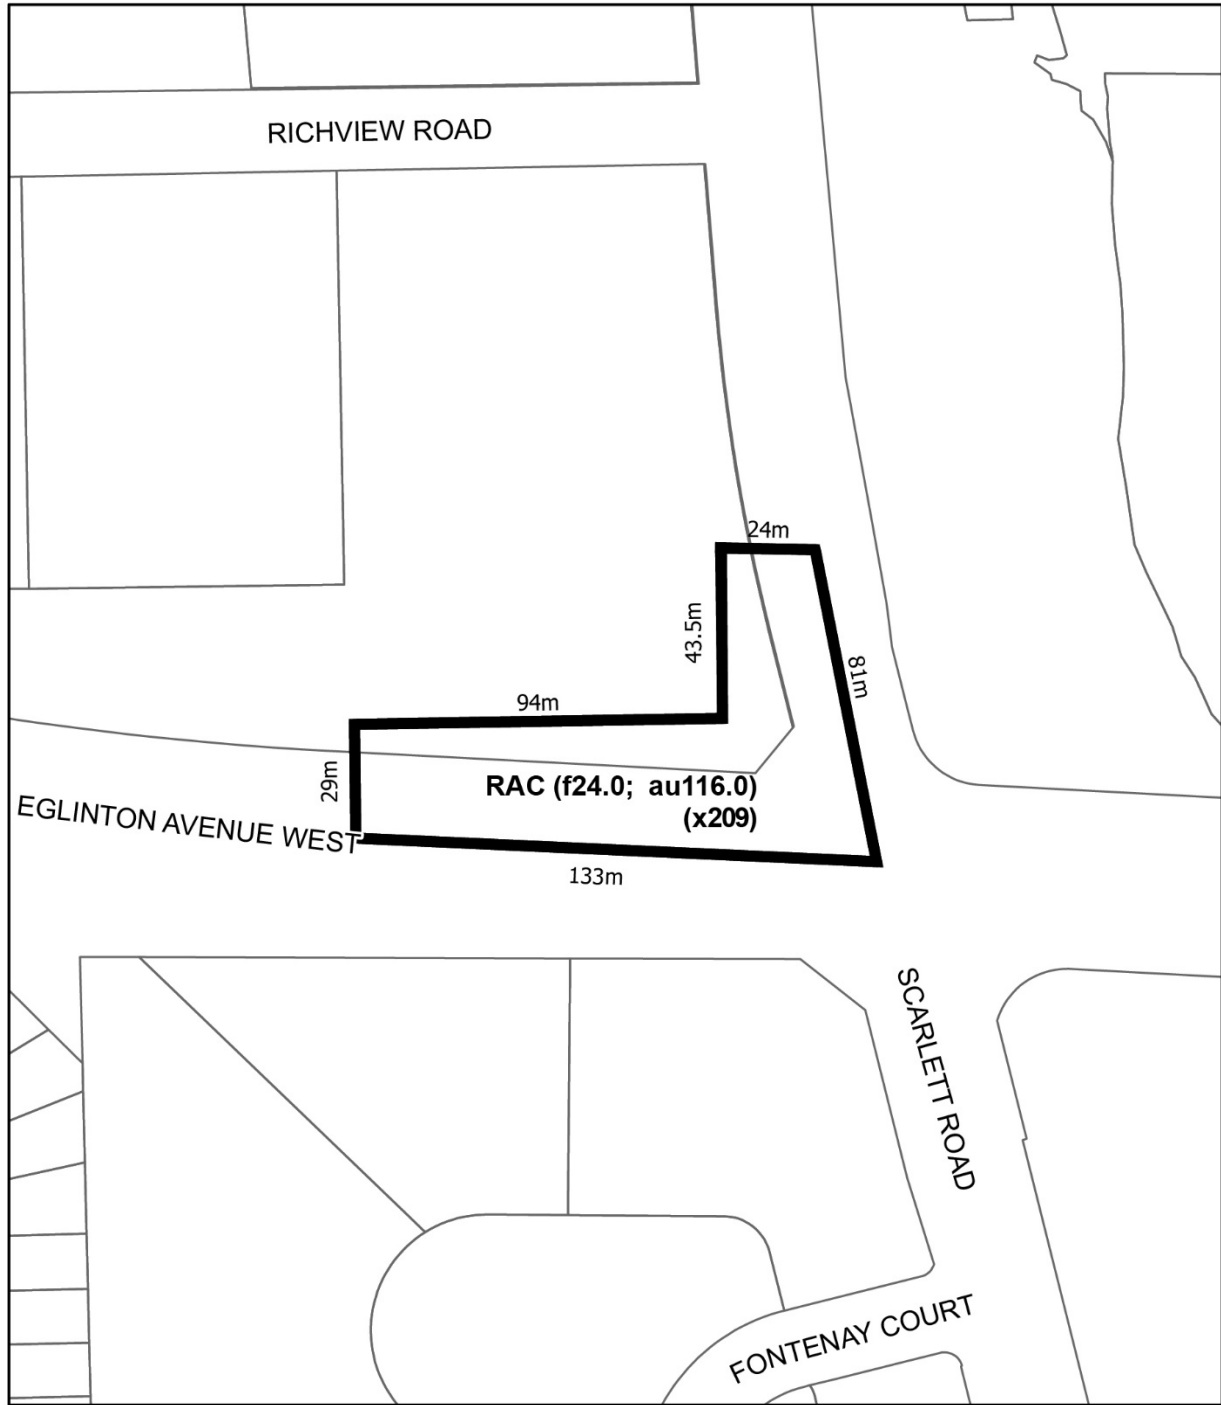 RICHVIEW ROAD
24m
43.5m
81m
94m
29m
RAC (f24.0; au116.0)
(x209)
EGLINTON AVENUE WEST
133m
SCARLETT ROAD
FONTENAY COURT